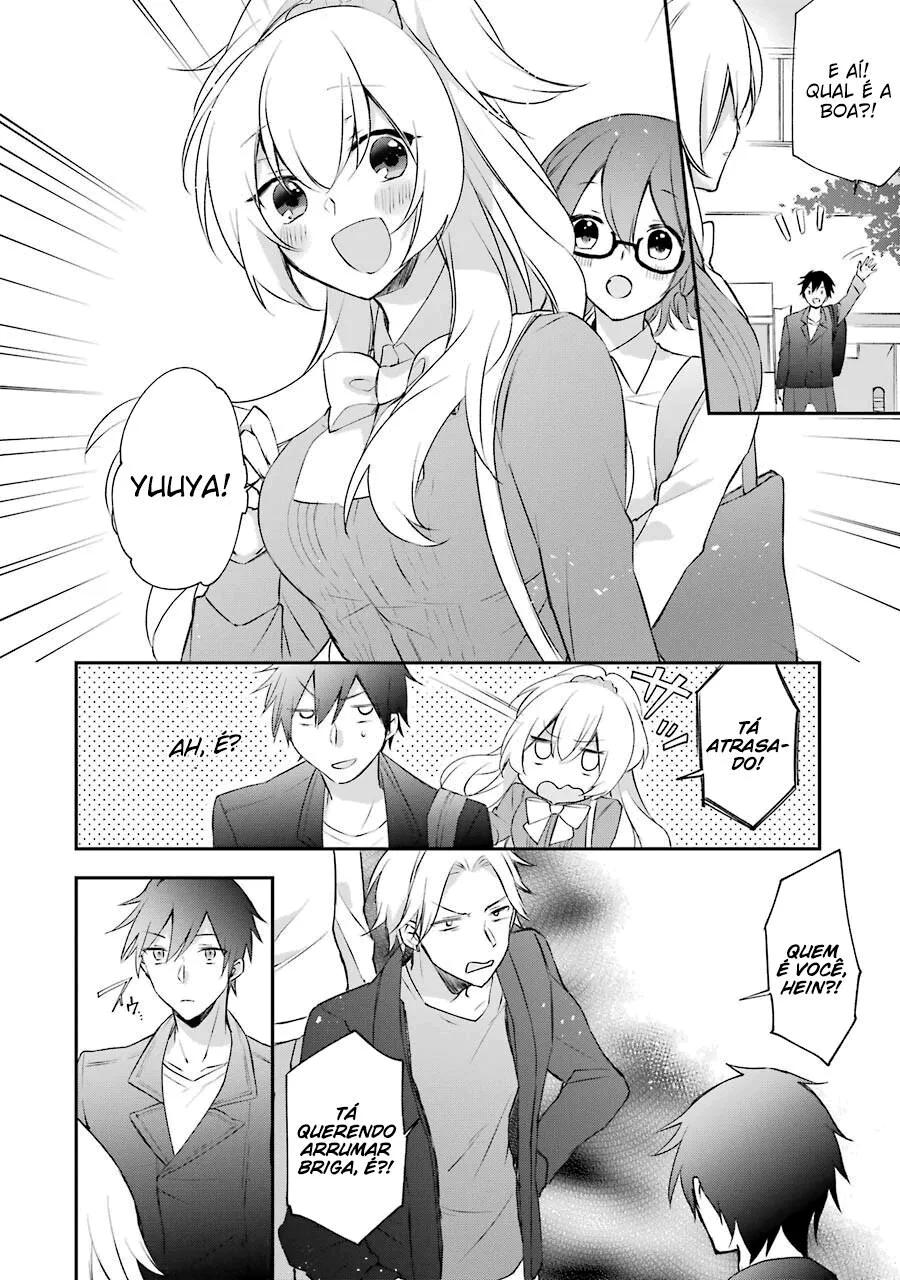 E AÍ!
QUAL É A
BOA?!
YUUYA!
TÁ
ATRASA-
DO!
AH, É?
QUEM
É VOCÊ,
HEIN?!
TÁ
QUERENDO
ARRUMAR
BRIGA, É?!